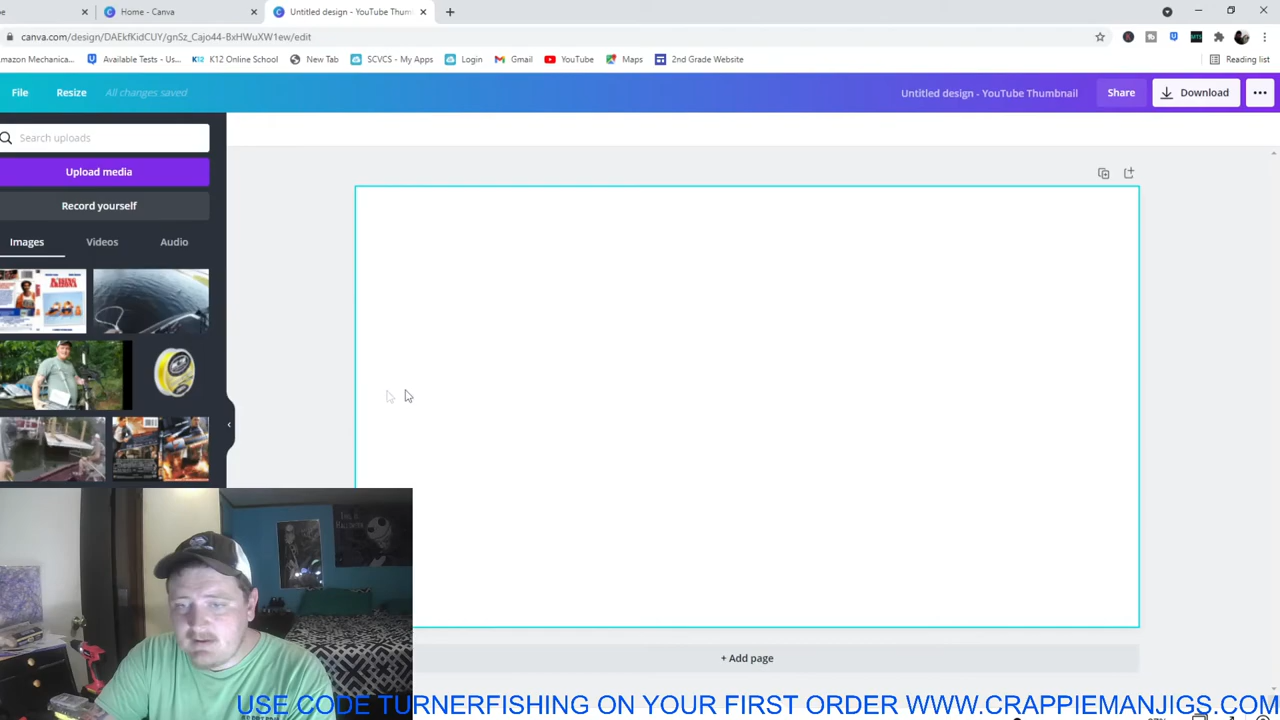 Home - Canva
Untitled design - YouTube Thumb
canva.com/design/DAEkfKidCUY/gnSz_Cajo44-BxHWuXW1ew/edit
mazon Mechanica... Available Tests - Us... K12 Online School New Tab SCVCS - My Apps Login Gmail YouTube Maps 2nd Grade Website Reading list
File Resize All changes saved Untitled design - YouTube Thumbnail Share Download
Search uploads
Upload media
Record yourself
Images Videos Audio
+ Add page
USE CODE TURNERFISHING ON YOUR FIRST ORDER WWW.CRAPPIEMANJIGS.COM